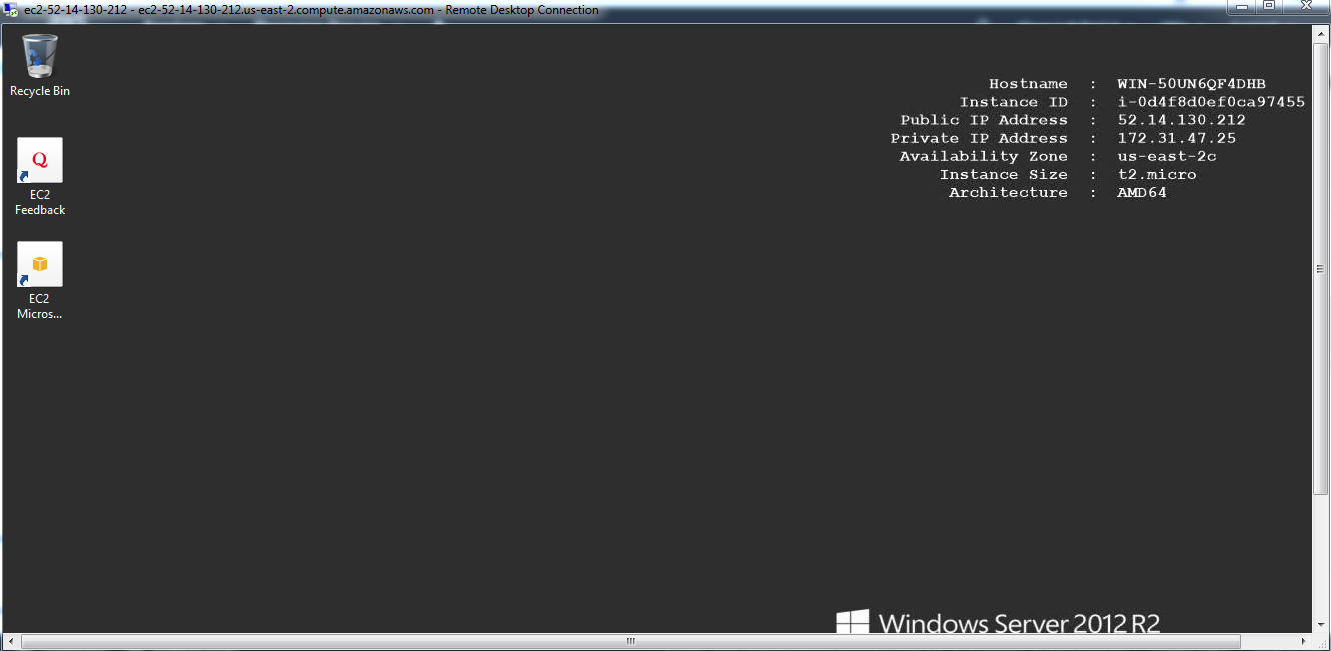 ec2-52-14-130-212 - ec2-52-14-130-212.us-east-2.compute.amazonaws.com - Remote Desktop Connection
Recycle Bin
Q
EC2
Feedback
EC2
Micros...
Hostname : WIN-50UN6QF4DHB
Instance ID : i-0d4f8d0ef0ca97455
Public IP Address : 52.14.130.212
Private IP Address : 172.31.47.25
Availability Zone : us-east-2c
Instance Size : t2.micro
Architecture : AMD64
Windows Server 2012 R2